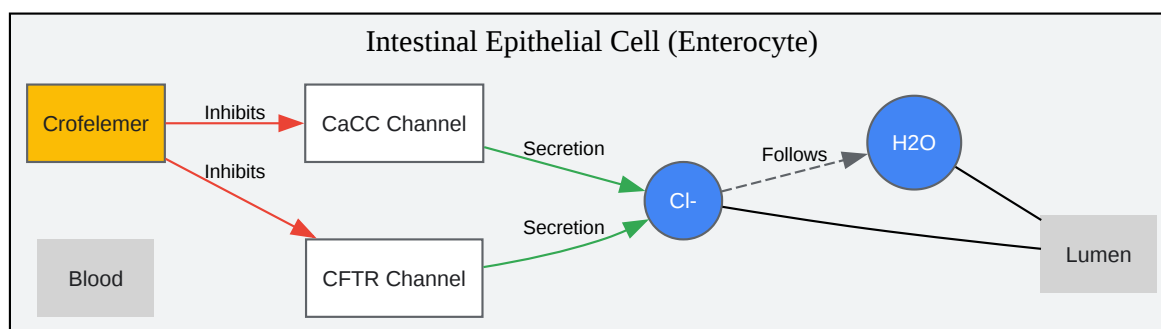 Intestinal Epithelial Cell (Enterocyte)
Crofelemer
Inhibits
CaCC Channel
Secretion
Follows
H2O
Inhibits
Cl-
Secretion
Blood
CFTR Channel
Lumen